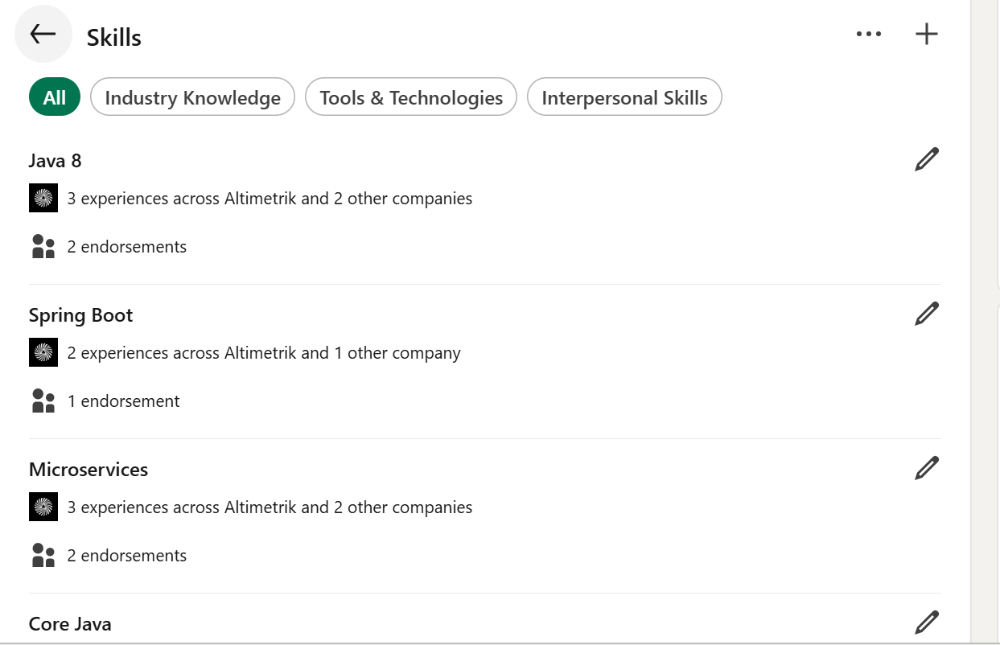 Skills
All
Industry Knowledge
Tools & Technologies
Interpersonal Skills
Java 8
3 experiences across Altimetrik and 2 other companies
2 endorsements
Spring Boot
2 experiences across Altimetrik and 1 other company
1 endorsement
Microservices
3 experiences across Altimetrik and 2 other companies
2 endorsements
Core Java